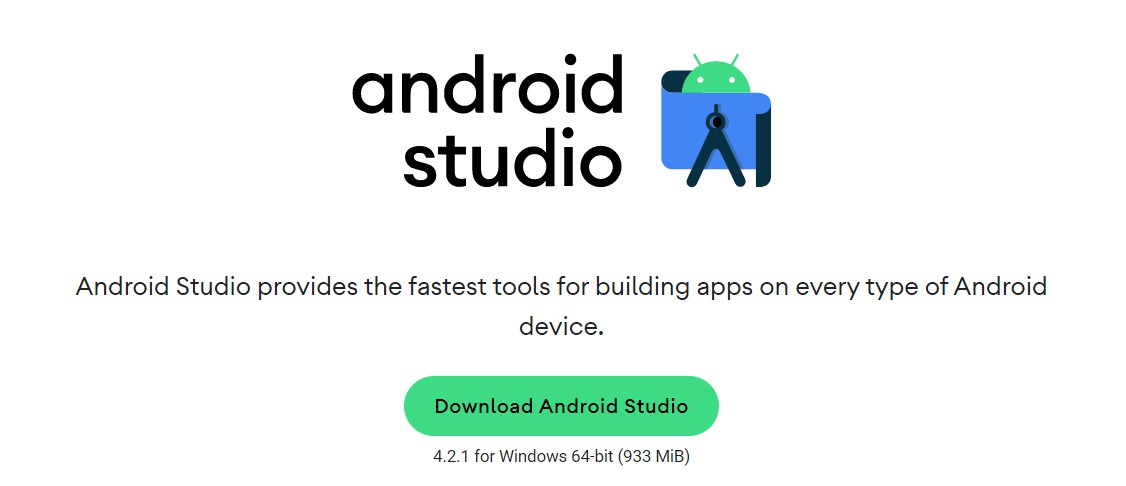 android
studio
Android Studio provides the fastest tools for building apps on every type of Android
device.
Download Android Studio
4.2.1 for Windows 64-bit (933 MiB)